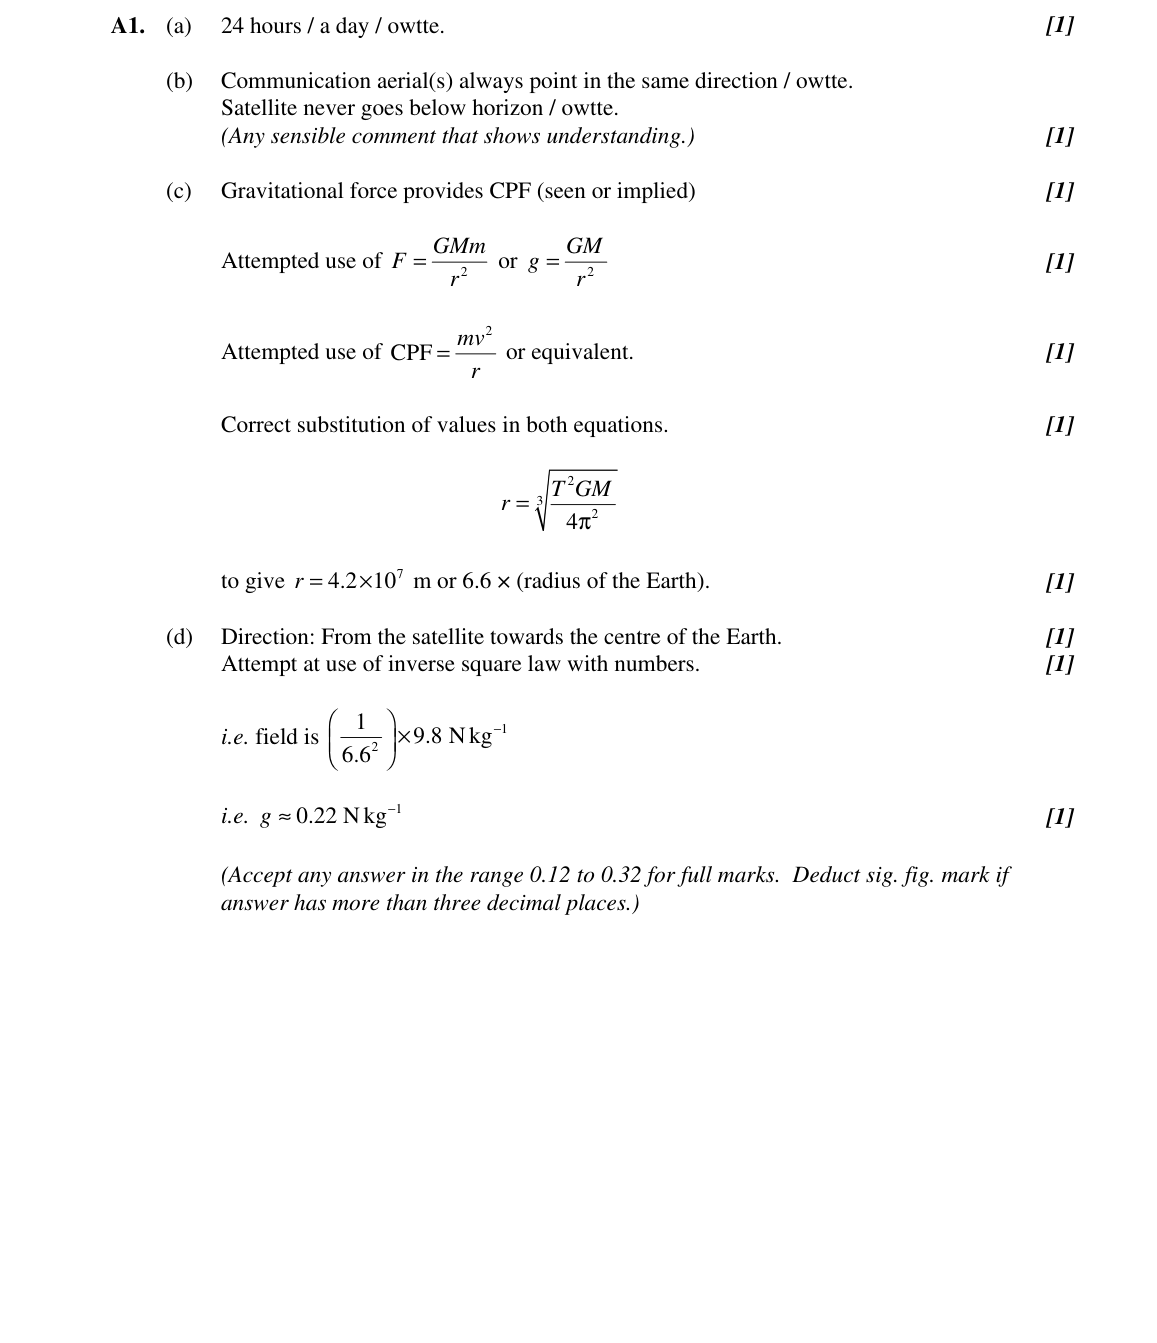 A1. (a) 24 hours / a day / owtte. [1]
(b) Communication aerial(s) always point in the same direction / owtte.
Satellite never goes below horizon / owtte.
(Any sensible comment that shows understanding.) [1]
(c) Gravitational force provides CPF (seen or implied) [1]
Attempted use of F = GMm/r² or g = GM/r² [1]
Attempted use of CPF = mv²/r or equivalent. [1]
Correct substitution of values in both equations. [1]
r = ∛(T²GM/4π²)
to give r = 4.2×10⁷ m or 6.6 × (radius of the Earth). [1]
(d) Direction: From the satellite towards the centre of the Earth. [1]
Attempt at use of inverse square law with numbers. [1]
i.e. field is (1/6.6²)×9.8 N kg⁻¹
i.e. g ≈ 0.22 N kg⁻¹ [1]
(Accept any answer in the range 0.12 to 0.32 for full marks. Deduct sig. fig. mark if
answer has more than three decimal places.)